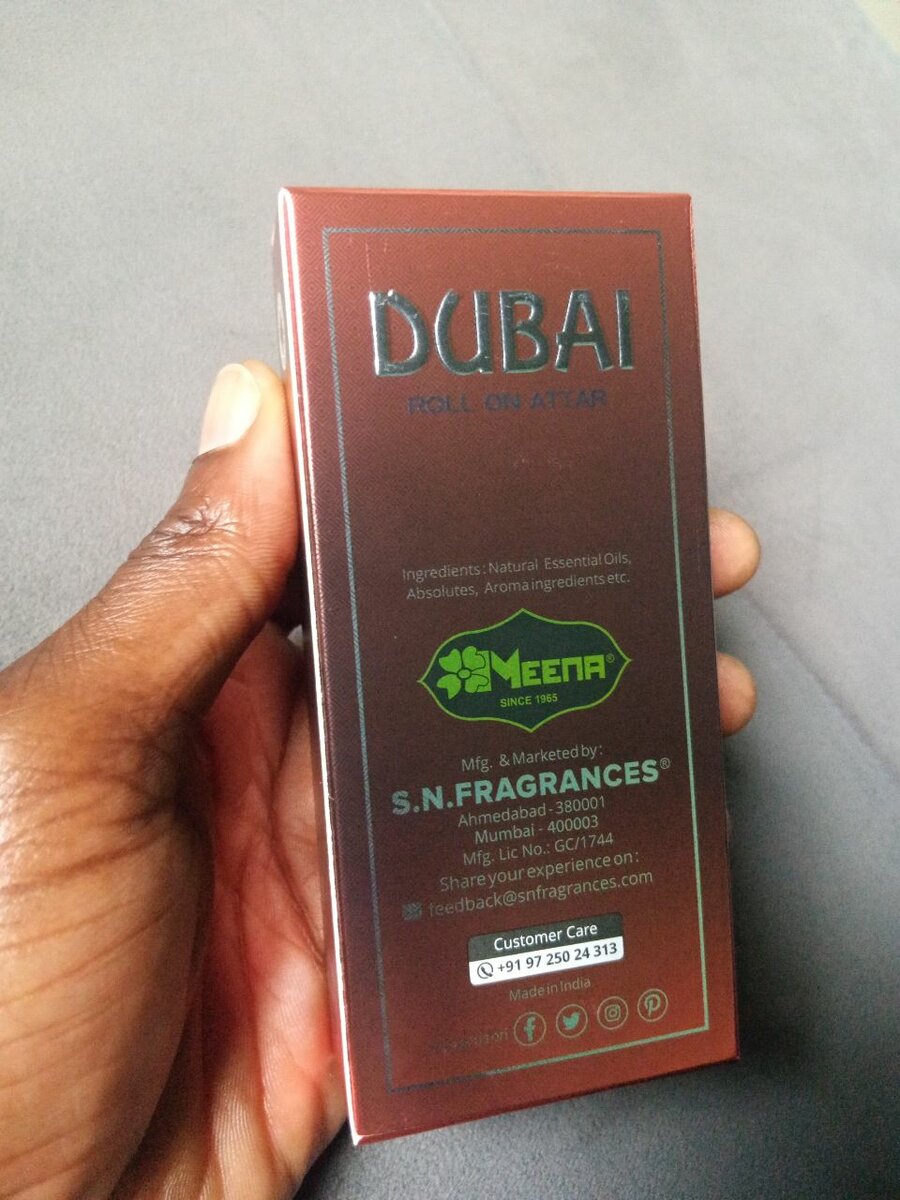 DUBAI
ROLL ON ATTAR
Ingredients : Natural Essential Oils,
Absolutes, Aroma ingredients etc.
MEENA®
SINCE 1965
Mfg. & Marketed by :
S.N.FRAGRANCES®
Ahmedabad - 380001
Mumbai - 400003
Mfg. Lic No.: GC/1744
Share your experience on :
feedback@snfragrances.com
Customer Care
+91 97 250 24 313
Made in India